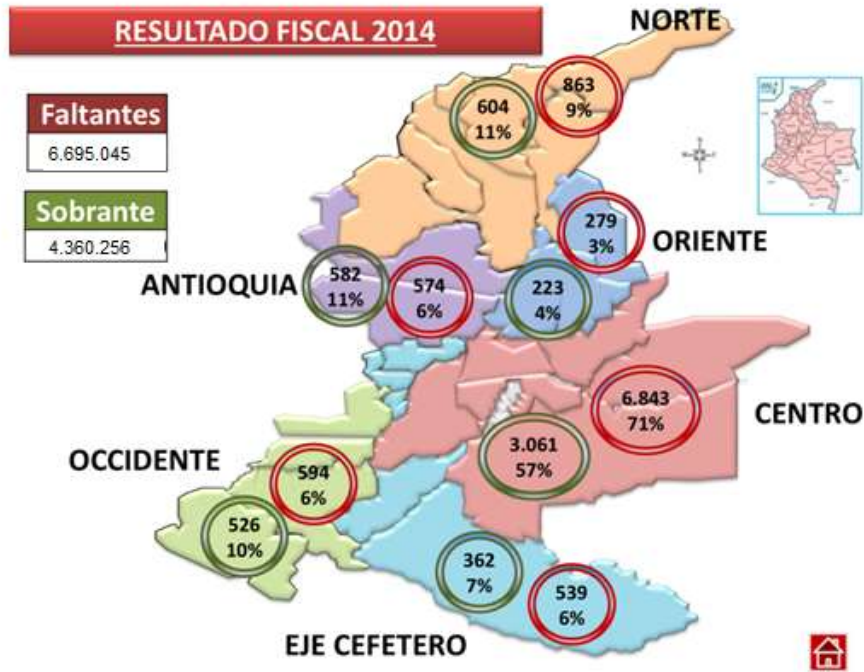 RESULTADO FISCAL 2014
NORTE
Faltantes
6.695.045
Sobrante
4.360.256
604
11%
863
9%
279
3%
ORIENTE
ANTIOQUIA
582
11%
574
6%
223
4%
6.843
71%
CENTRO
3.061
57%
OCCIDENTE
594
6%
526
10%
362
7%
539
6%
EJE CEFETERO